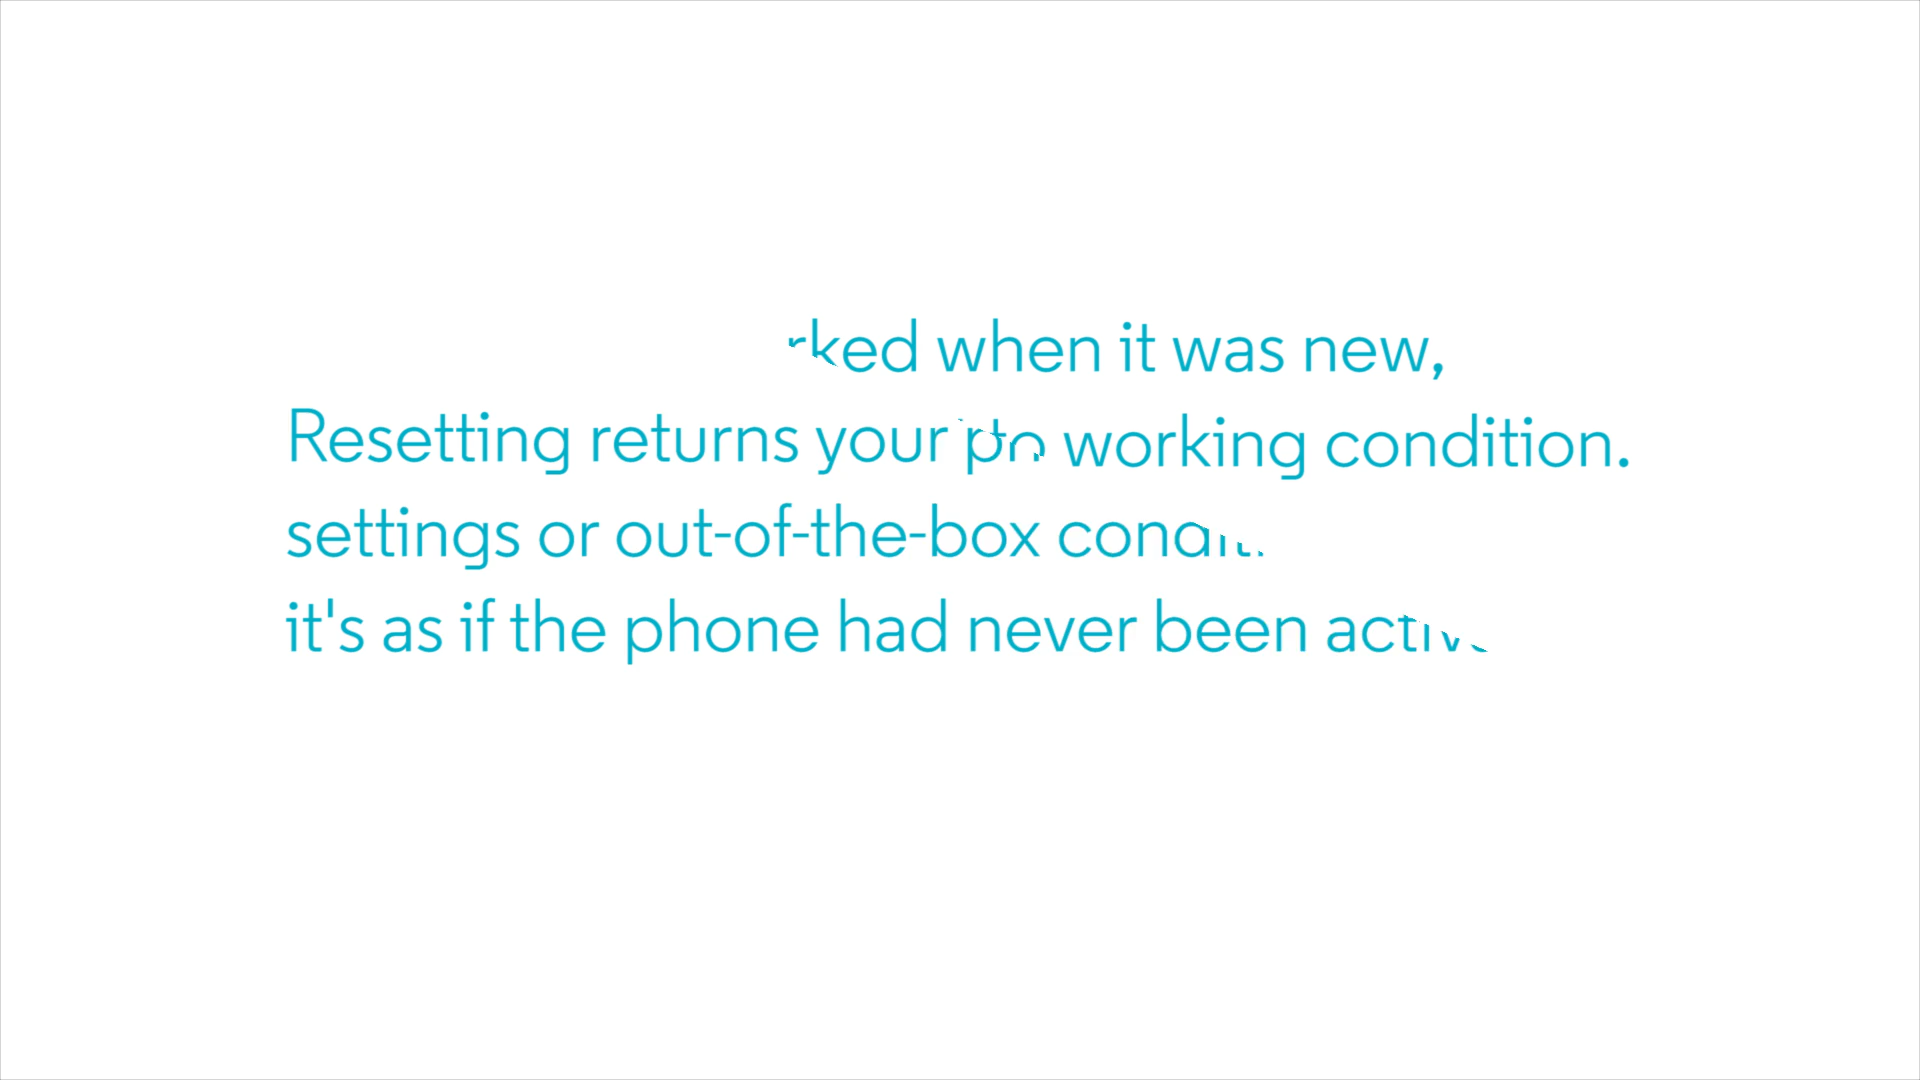 when it was new,
Resetting returns your working condition.
settings or out-of-the-box
it's as if the phone had never been